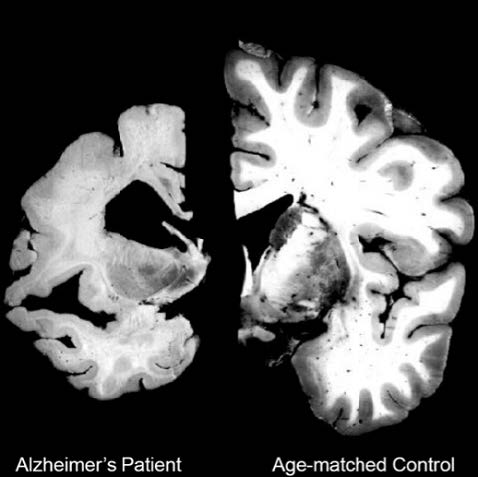 Alzheimer’s Patient
Age-matched Control